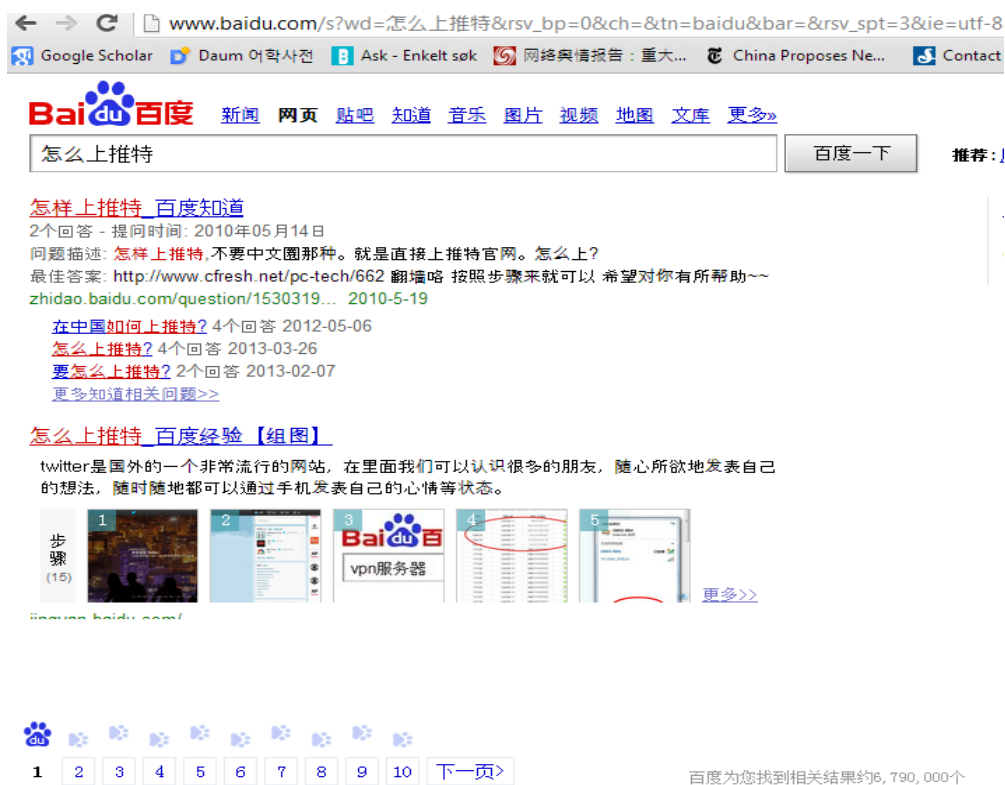 www.baidu.com/s?wd=怎么上推特&rsv_bp=0&ch=&tn=baidu&bar=&rsv_spt=3&ie=utf-8
Google Scholar Daum 어학사전 Ask - Enkelt søk 网络舆情报告：重大... China Proposes Ne... Contact
Bai du 百度 新闻 网页 贴吧 知道 音乐 图片 视频 地图 文库 更多»
怎么上推特 百度一下 推荐:
怎样上推特_百度知道
2个回答 - 提问时间: 2010年05月14日
问题描述: 怎样上推特,不要中文圈那种。就是直接上推特官网。怎么上?
最佳答案: http://www.cfresh.net/pc-tech/662 翻墙咯 按照步骤来就可以 希望对你有所帮助~~
zhidao.baidu.com/question/1530319... 2010-5-19
在中国如何上推特? 4个回答 2012-05-06
怎么上推特? 4个回答 2013-03-26
要怎么上推特? 2个回答 2013-02-07
更多知道相关问题>>
怎么上推特_百度经验【组图】
twitter是国外的一个非常流行的网站，在里面我们可以认识很多的朋友，随心所欲地发表自己
的想法，随时随地都可以通过手机发表自己的心情等状态。
步骤 (15) 1 2 3 4 5
Bai du 百
vpn服务器
更多>>
jingyan.baidu.com/
du
1 2 3 4 5 6 7 8 9 10 下一页>
百度为您找到相关结果约6,790,000个